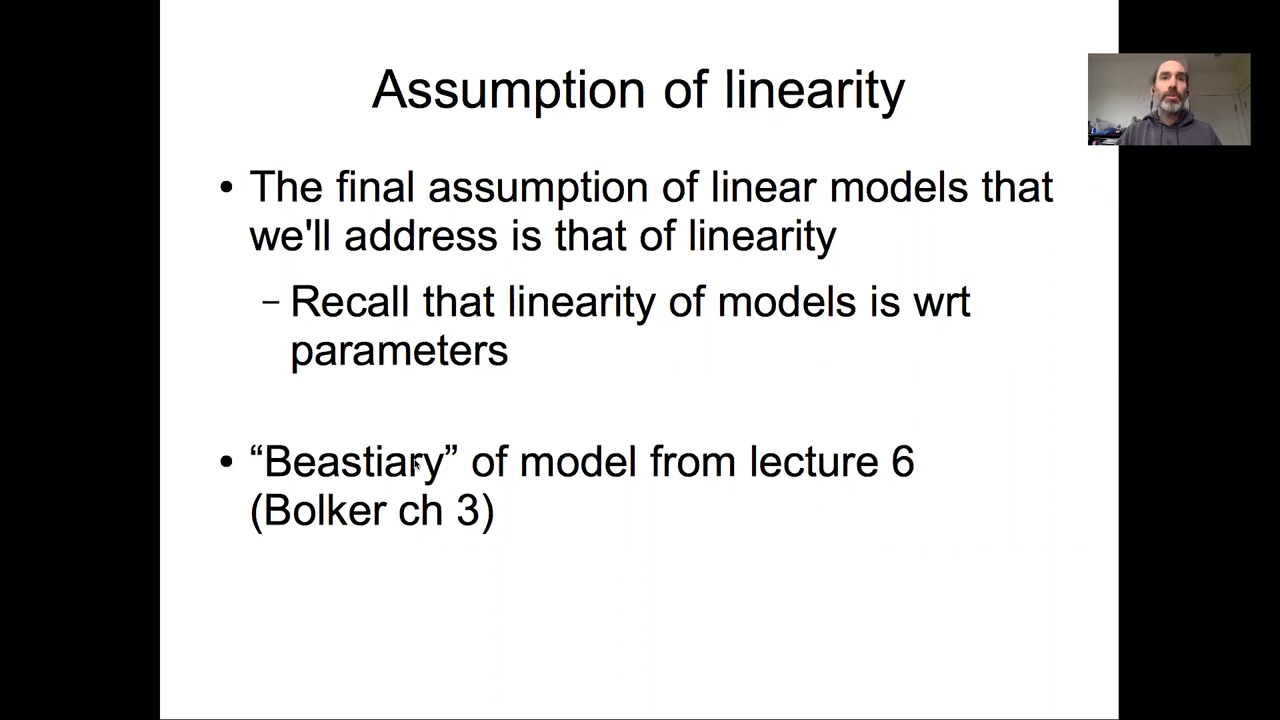 Assumption of linearity
• The final assumption of linear models that
we'll address is that of linearity
– Recall that linearity of models is wrt
parameters
• “Beastiary” of model from lecture 6
(Bolker ch 3)